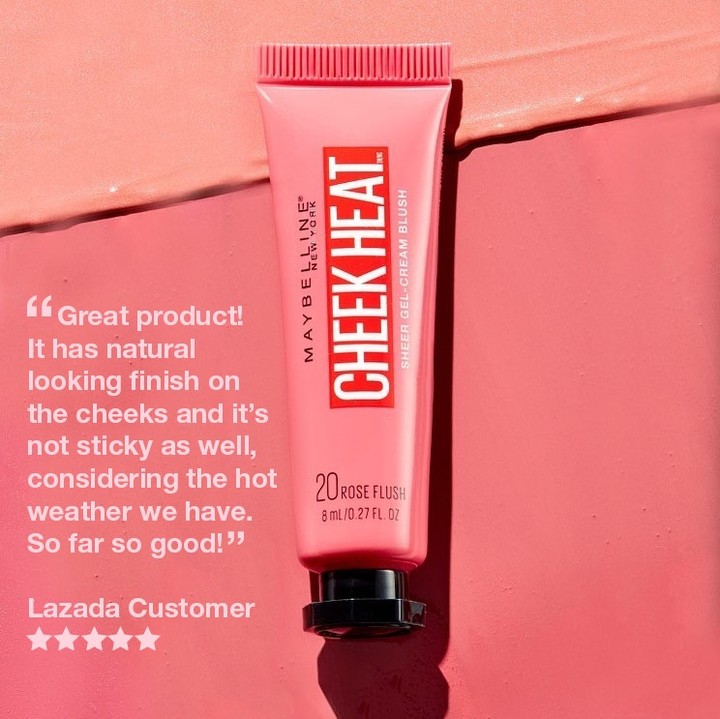 MAYBELLINE®
NEW YORK
CHEEK HEAT
SHEER GEL-CREAM BLUSH
20 ROSE FLUSH
8 mL/0.27 FL. OZ
“Great product!
It has natural
looking finish on
the cheeks and it’s
not sticky as well,
considering the hot
weather we have.
So far so good!”
Lazada Customer